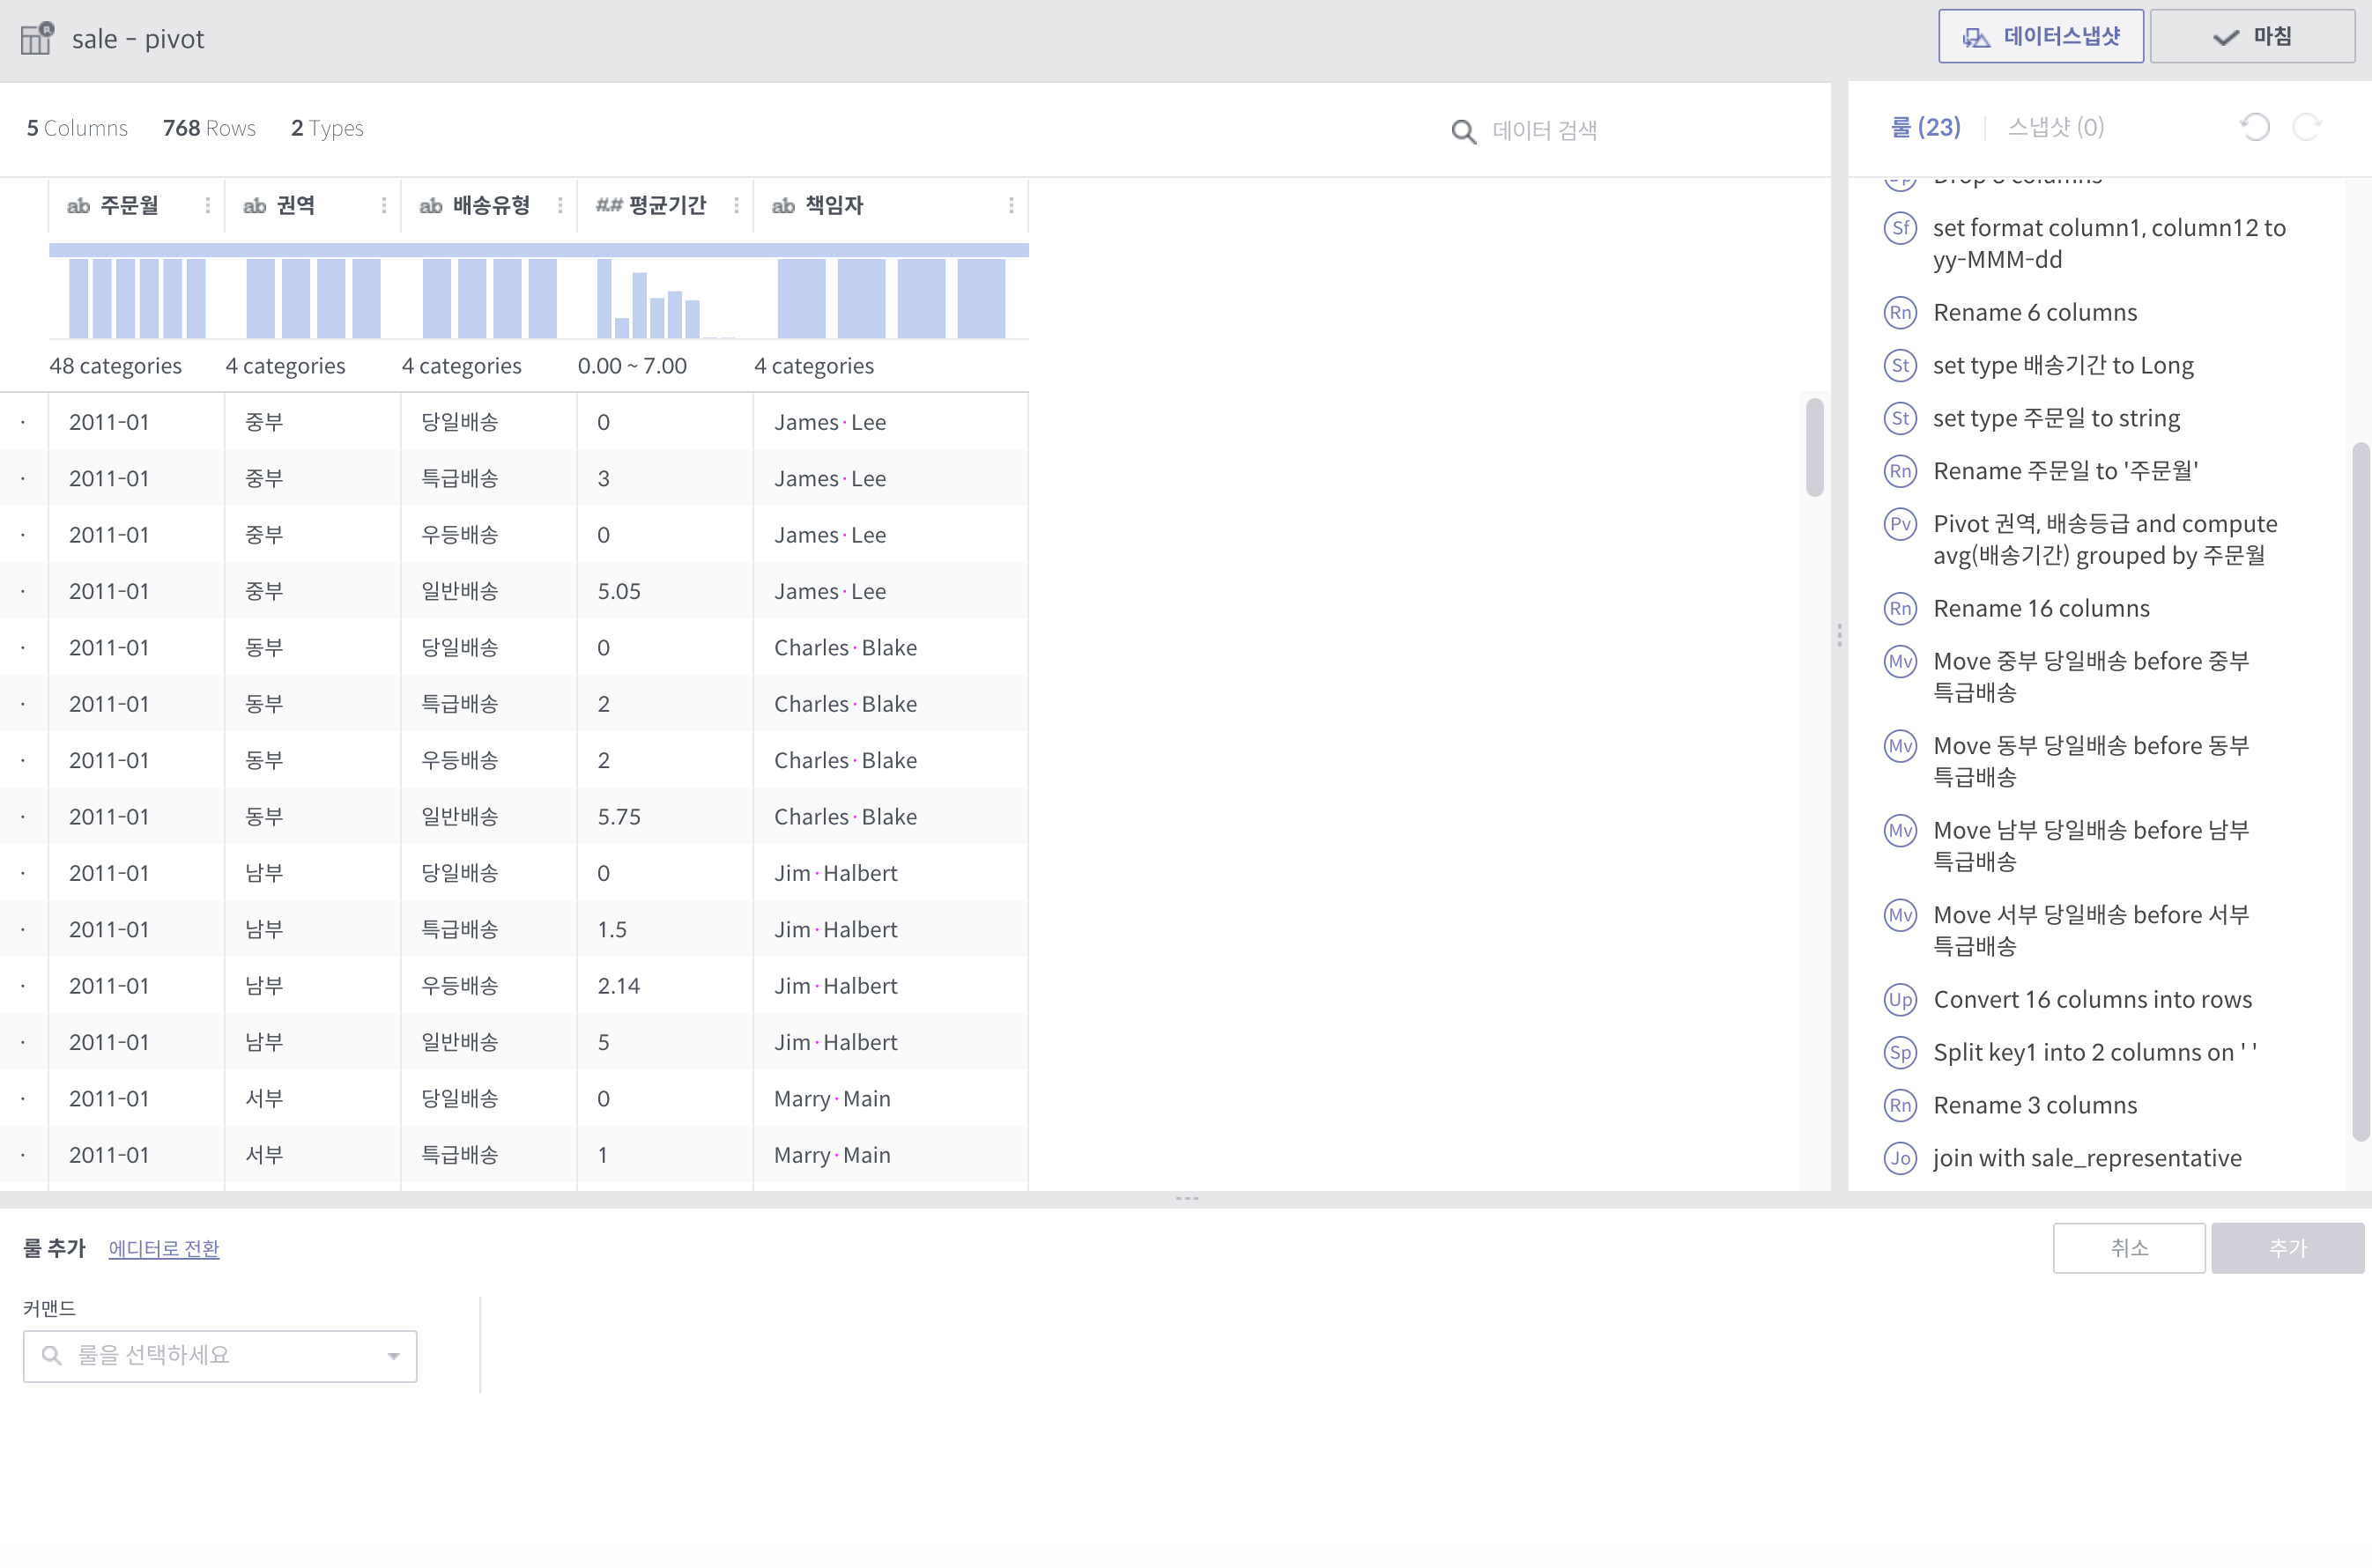 sale - pivot
데이터스냅샷
마침
5 Columns 768 Rows 2 Types
데이터 검색
룰 (23)
스냅샷 (0)
ab 주문월
ab 권역
ab 배송유형
#.# 평균기간
ab 책임자
48 categories
4 categories
4 categories
0.00 ~ 7.00
4 categories
2011-01 중부 당일배송 0 James·Lee
2011-01 중부 특급배송 3 James·Lee
2011-01 중부 우등배송 0 James·Lee
2011-01 중부 일반배송 5.05 James·Lee
2011-01 동부 당일배송 0 Charles·Blake
2011-01 동부 특급배송 2 Charles·Blake
2011-01 동부 우등배송 2 Charles·Blake
2011-01 동부 일반배송 5.75 Charles·Blake
2011-01 남부 당일배송 0 Jim·Halbert
2011-01 남부 특급배송 1.5 Jim·Halbert
2011-01 남부 우등배송 2.14 Jim·Halbert
2011-01 남부 일반배송 5 Jim·Halbert
2011-01 서부 당일배송 0 Marry·Main
2011-01 서부 특급배송 1 Marry·Main
Sf set format column1, column12 to
yy-MMM-dd
Rn Rename 6 columns
St set type 배송기간 to Long
St set type 주문일 to string
Rn Rename 주문일 to '주문월'
Pv Pivot 권역, 배송등급 and compute
avg(배송기간) grouped by 주문월
Rn Rename 16 columns
Mv Move 중부 당일배송 before 중부
특급배송
Mv Move 동부 당일배송 before 동부
특급배송
Mv Move 남부 당일배송 before 남부
특급배송
Mv Move 서부 당일배송 before 서부
특급배송
Up Convert 16 columns into rows
Sp Split key1 into 2 columns on ' '
Rn Rename 3 columns
Jo join with sale_representative
룰 추가 에디터로 전환
취소
추가
커맨드
룰을 선택하세요